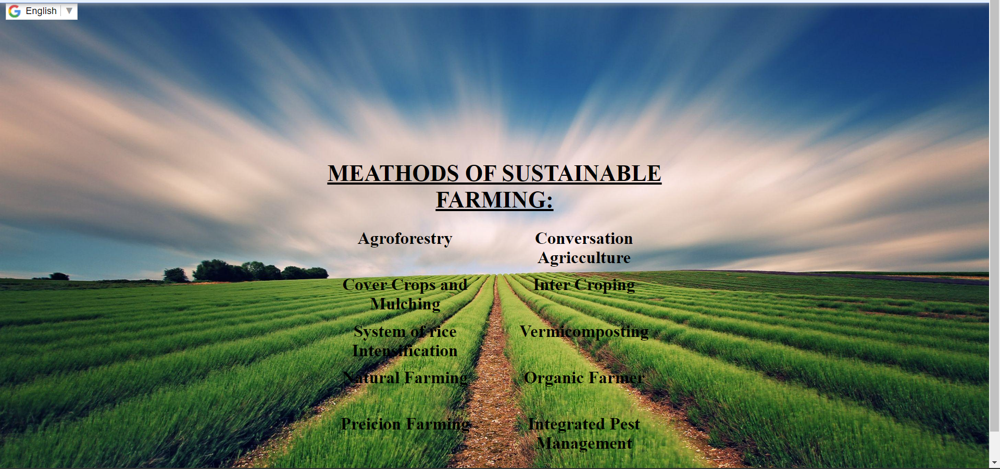 English
MEATHODS OF SUSTAINABLE
FARMING:
Agroforestry
Conversation
Agricculture
Cover Crops and
Mulching
Inter Croping
System of rice
Intensification
Vermicomposting
Natural Farming
Organic Farmer
Preicion Farming
Integrated Pest
Management